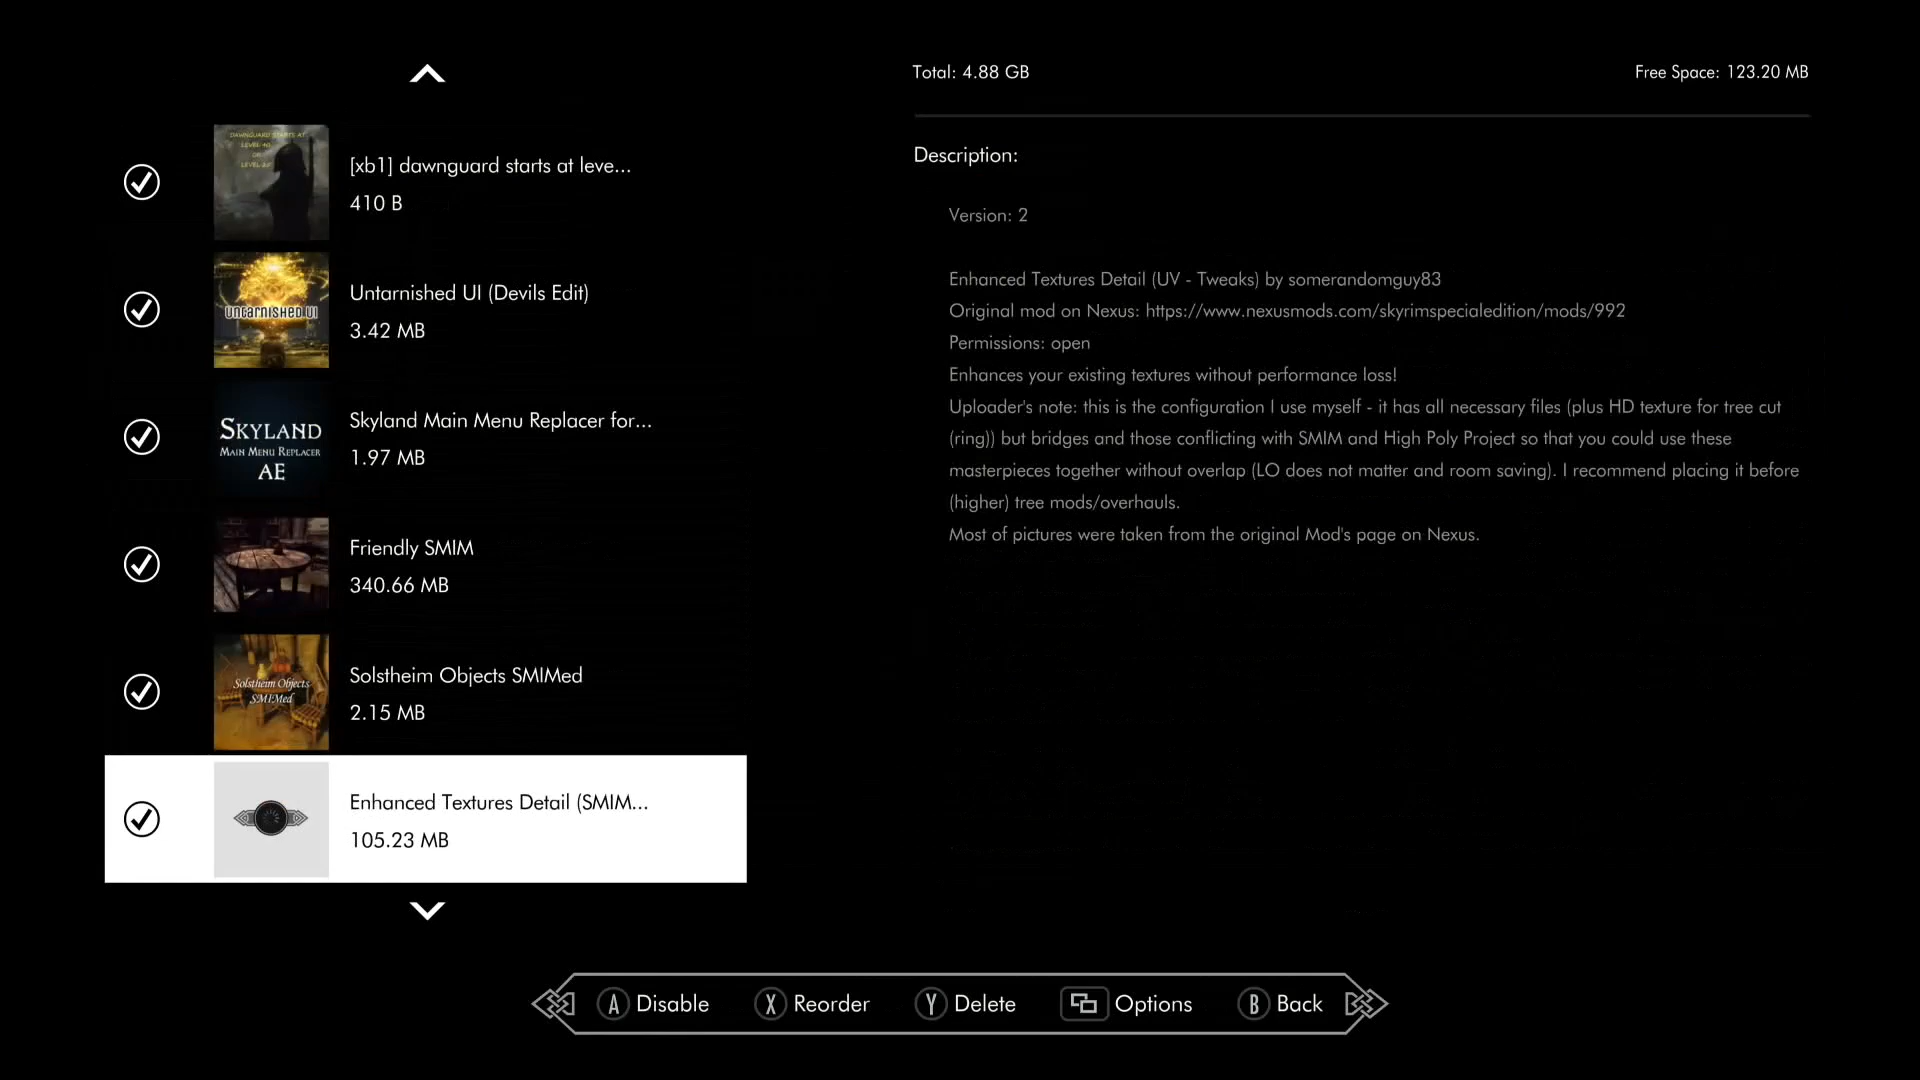 Total: 4.88 GB
Free Space: 123.20 MB
DAWNGUARD STARTS AT
LEVEL 40
OR
[xb1] dawnguard starts at leve...
410 B
UNTARNISHED UI
Untarnished UI (Devils Edit)
3.42 MB
SKYLAND
MAIN MENU REPLACER
AE
Skyland Main Menu Replacer for...
1.97 MB
Friendly SMIM
340.66 MB
Solstheim Objects
SMIMed
Solstheim Objects SMIMed
2.15 MB
Enhanced Textures Detail (SMIM...
105.23 MB
Description:
Version: 2
Enhanced Textures Detail (UV - Tweaks) by somerandomguy83
Original mod on Nexus: https://www.nexusmods.com/skyrimspecialedition/mods/992
Permissions: open
Enhances your existing textures without performance loss!
Uploader's note: this is the configuration I use myself - it has all necessary files (plus HD texture for tree cut
(ring)) but bridges and those conflicting with SMIM and High Poly Project so that you could use these
masterpieces together without overlap (LO does not matter and room saving). I recommend placing it before
(higher) tree mods/overhauls.
Most of pictures were taken from the original Mod's page on Nexus.
A Disable
X Reorder
Y Delete
Options
B Back